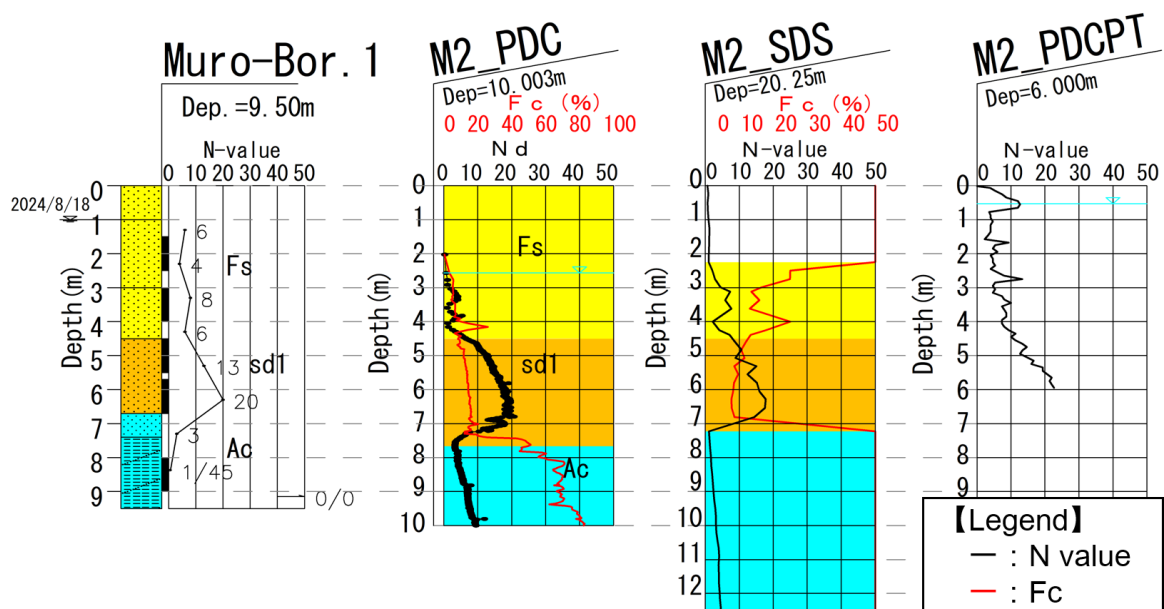 Muro-Bor. 1
Dep.=9.50m
N-value
0 10 20 30 40 50
2024/8/18
Depth(m)
0
1
2
3
4
5
6
7
8
9
6
4
8
6
13
20
3
1/45
0/0
Fs
sd1
Ac
M2_PDC
Dep=10.003m
Fc (%)
0 20 40 60 80 100
Nd
0 10 20 30 40 50
Depth(m)
0
1
2
3
4
5
6
7
8
9
10
Fs
sd1
Ac
M2_SDS
Dep=20.25m
Fc (%)
0 10 20 30 40 50
N-value
0 10 20 30 40 50
Depth(m)
0
1
2
3
4
5
6
7
8
9
10
11
12
M2_PDCPT
Dep=6.000m
N-value
0 10 20 30 40 50
Depth(m)
0
1
2
3
4
5
6
7
8
9
【Legend】
— : N value
— : Fc